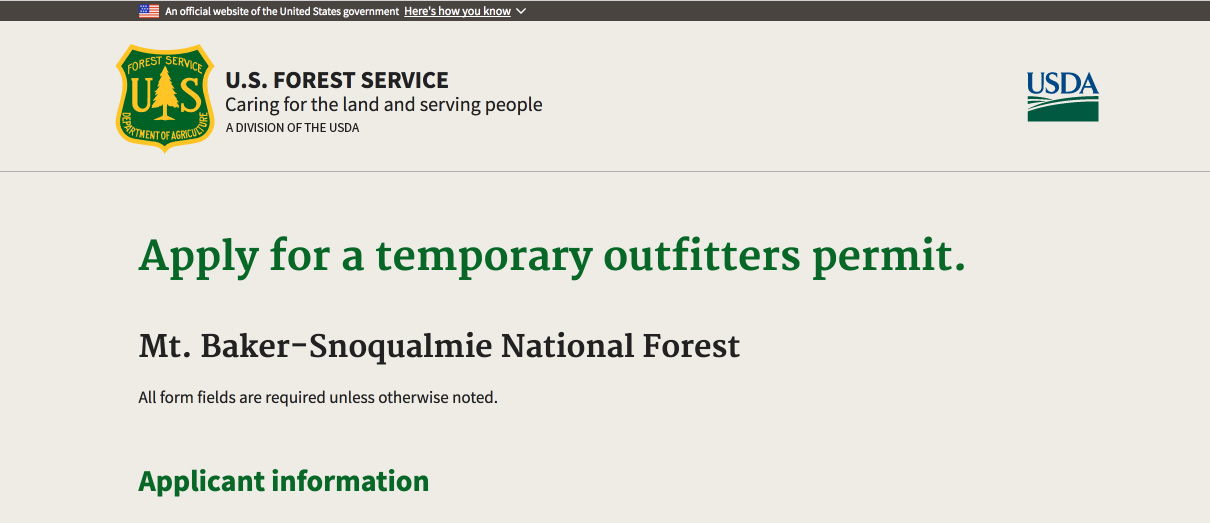 An official website of the United States government Here's how you know
FOREST SERVICE
US
DEPARTMENT OF AGRICULTURE
U.S. FOREST SERVICE
Caring for the land and serving people
A DIVISION OF THE USDA
USDA
Apply for a temporary outfitters permit.
Mt. Baker-Snoqualmie National Forest
All form fields are required unless otherwise noted.
Applicant information